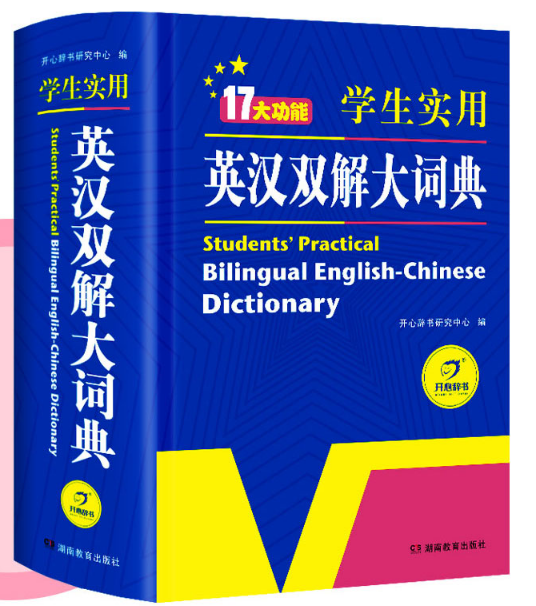 开心辞书研究中心 编
学生实用
英汉双解大词典
Students' Practical Bilingual English-Chinese Dictionary
开心辞书
湖南教育出版社
17大功能
学生实用
英汉双解大词典
Students' Practical
Bilingual English-Chinese
Dictionary
开心辞书研究中心 编
开心辞书
湖南教育出版社